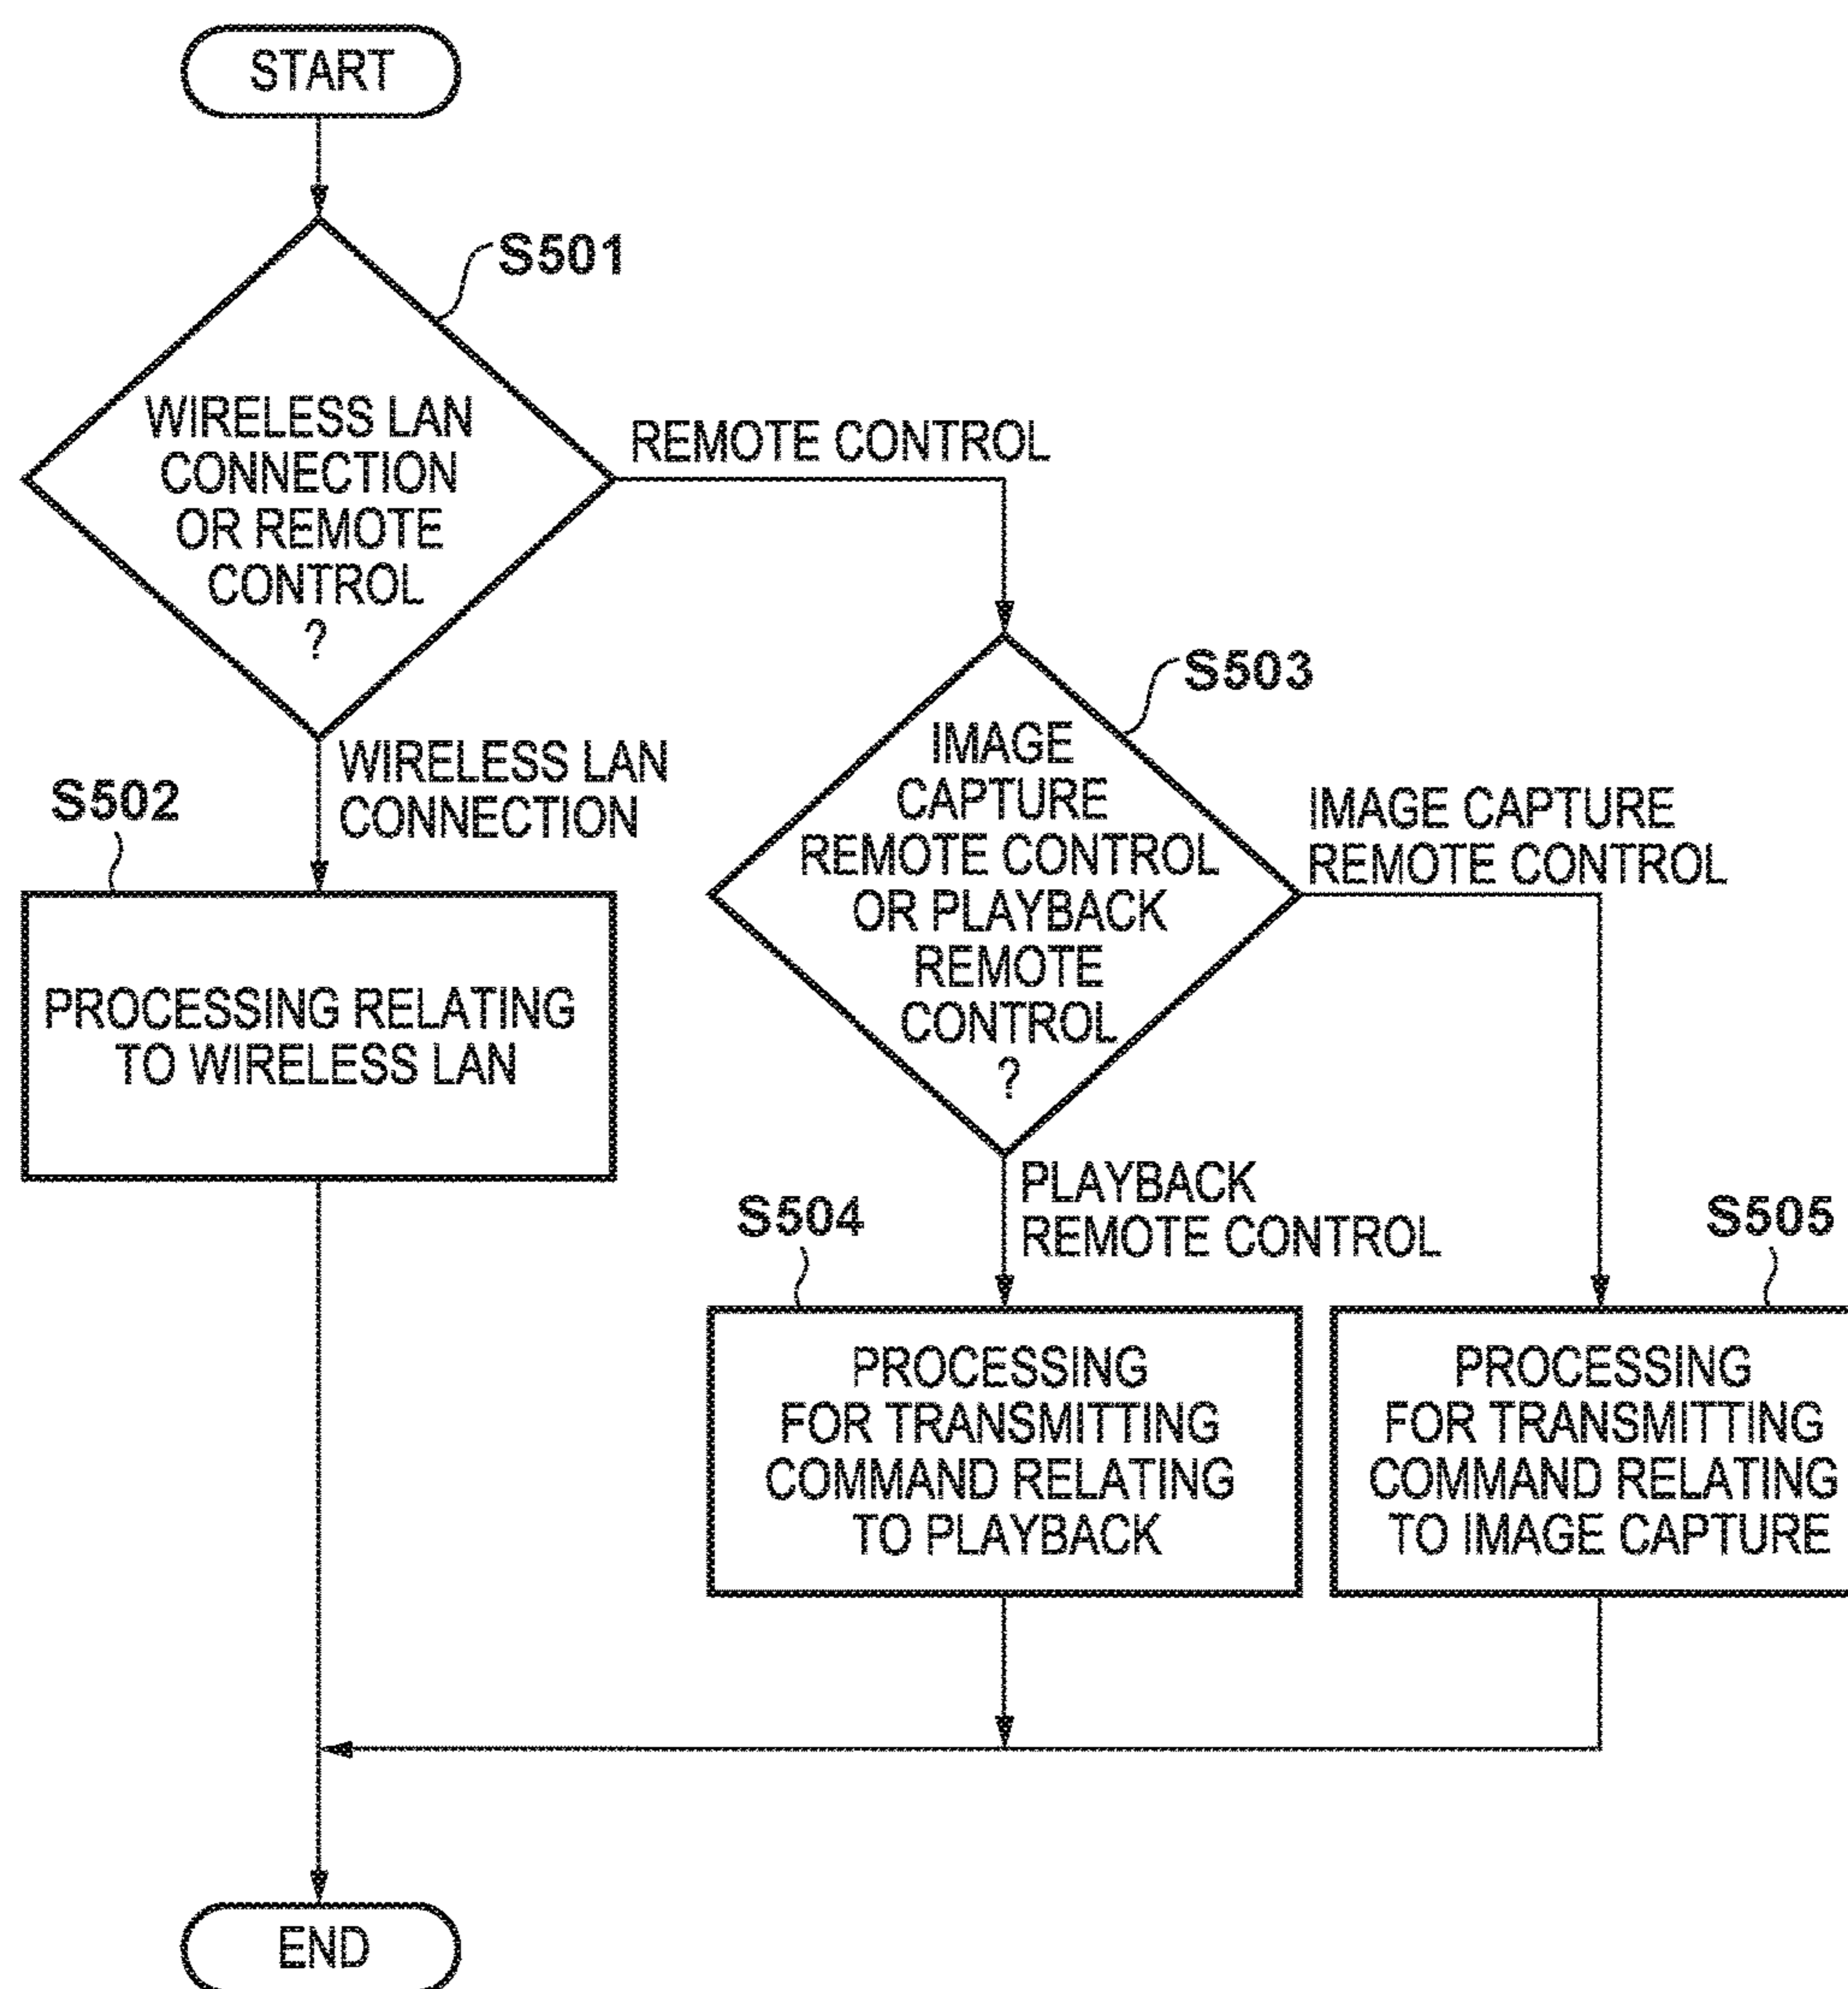 START
S501
WIRELESS LAN
CONNECTION
OR REMOTE
CONTROL
?
REMOTE CONTROL
WIRELESS LAN
CONNECTION
S502
PROCESSING RELATING
TO WIRELESS LAN
S503
IMAGE
CAPTURE
REMOTE CONTROL
OR PLAYBACK
REMOTE
CONTROL
?
IMAGE CAPTURE
REMOTE CONTROL
PLAYBACK
REMOTE CONTROL
S504
PROCESSING
FOR TRANSMITTING
COMMAND RELATING
TO PLAYBACK
S505
PROCESSING
FOR TRANSMITTING
COMMAND RELATING
TO IMAGE CAPTURE
END